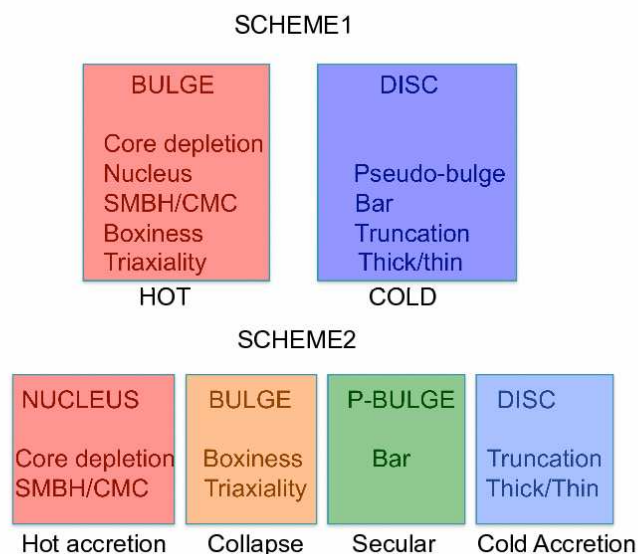 SCHEME1
BULGE
Core depletion
Nucleus
SMBH/CMC
Boxiness
Triaxiality
HOT
DISC
Pseudo-bulge
Bar
Truncation
Thick/thin
COLD
SCHEME2
NUCLEUS
Core depletion
SMBH/CMC
Hot accretion
BULGE
Boxiness
Triaxiality
Collapse
P-BULGE
Bar
Secular
DISC
Truncation
Thick/Thin
Cold Accretion